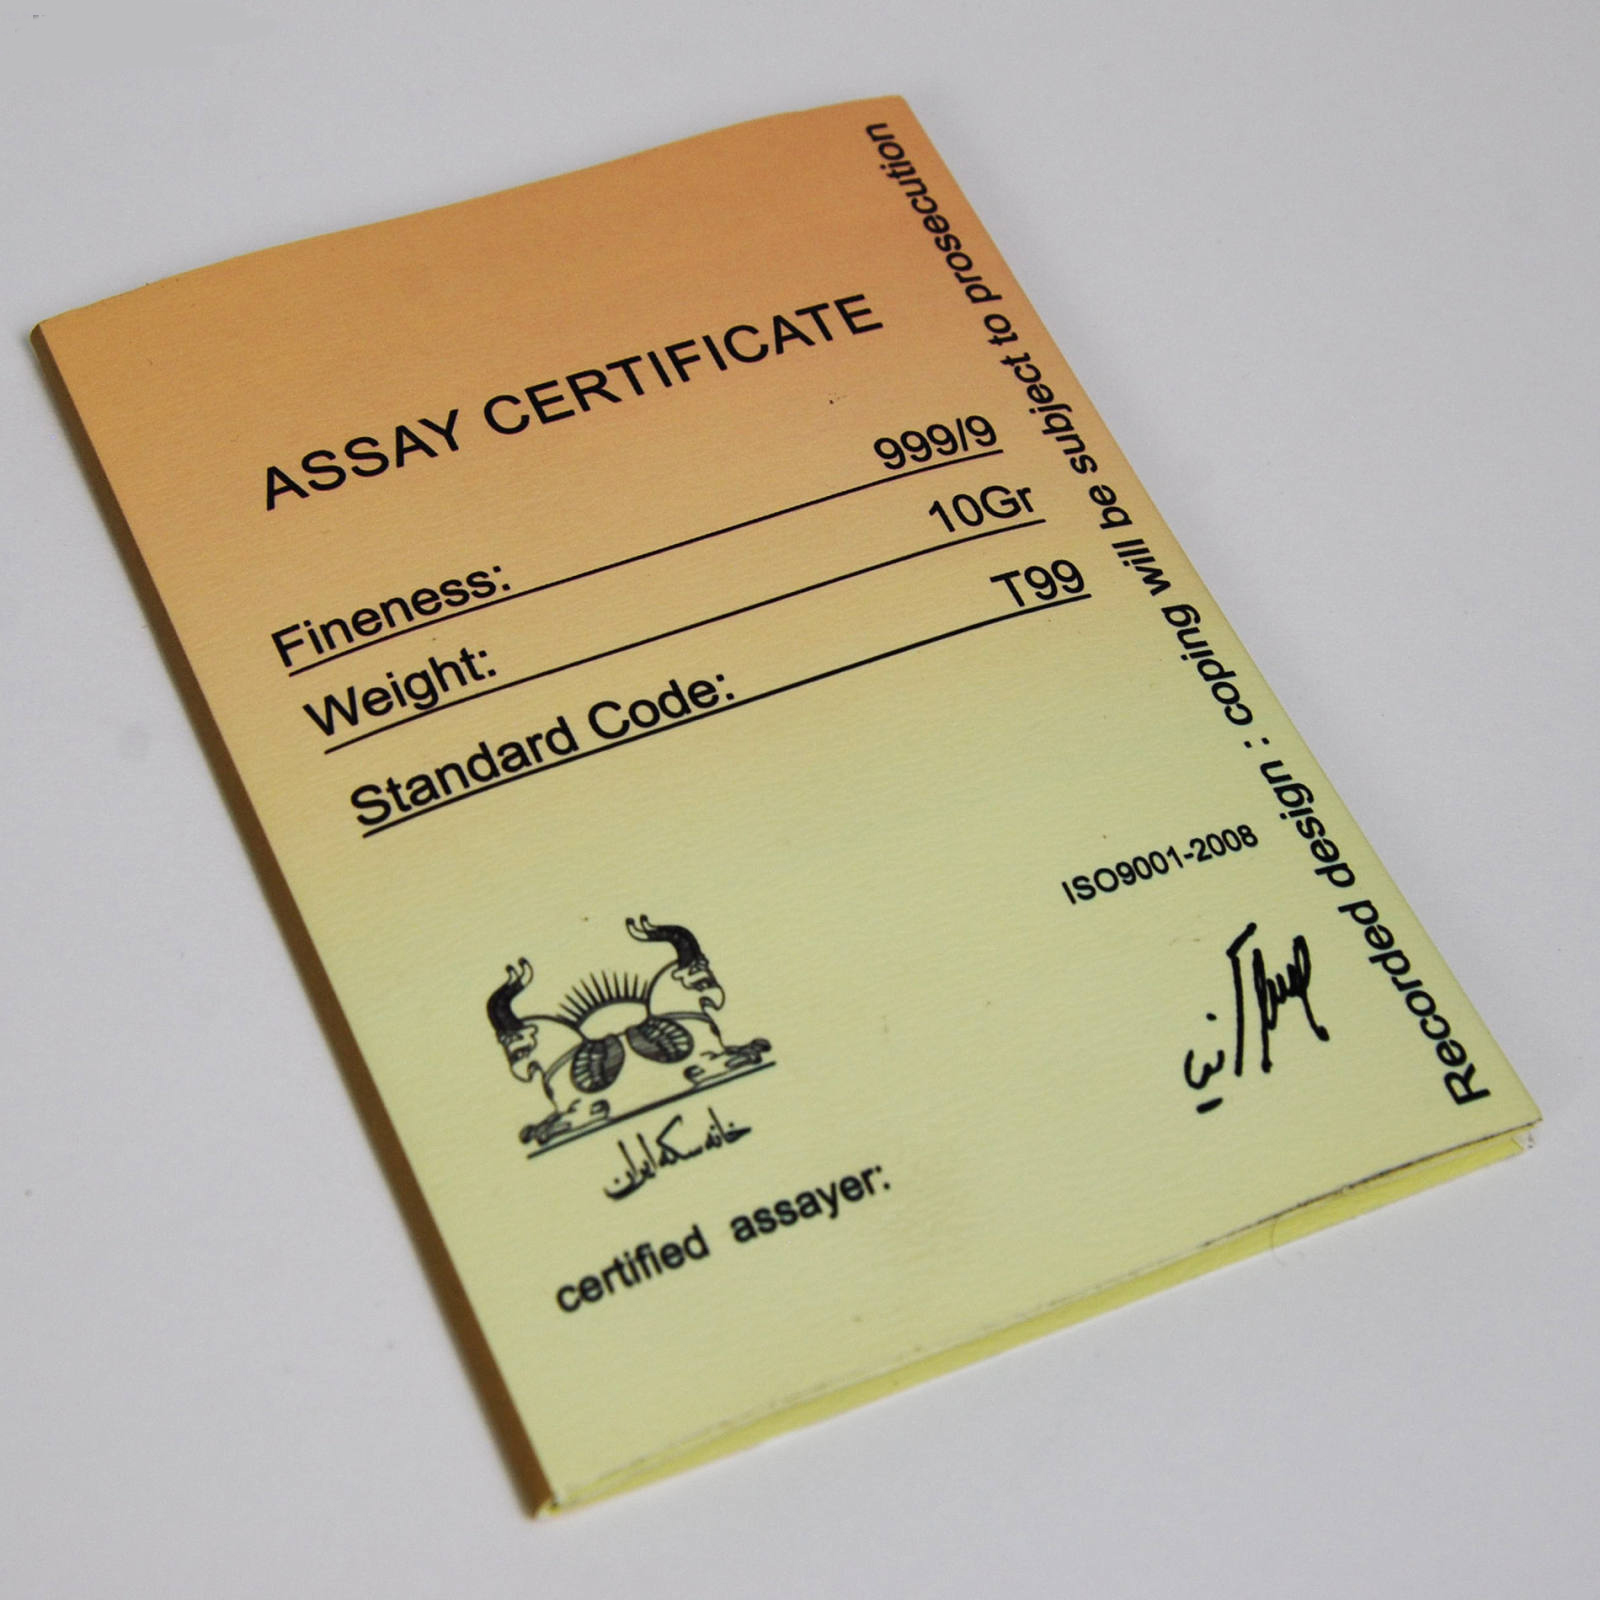 ASSAY CERTIFICATE
Fineness: 999/9
Weight: 10Gr
Standard Code: T99
ISO9001-2008
خانه سکه ایران
certified assayer:
Recorded design : coping will be subject to prosecution